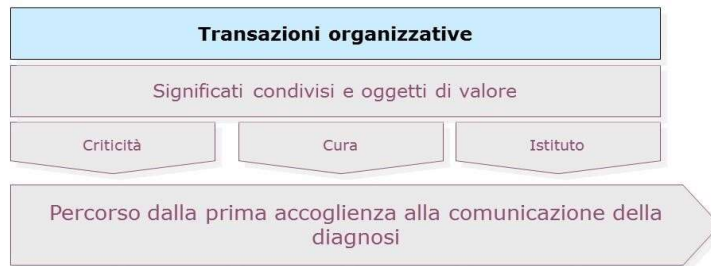 Transazioni organizzative
Significati condivisi e oggetti di valore
Criticità
Cura
Istituto
Percorso dalla prima accoglienza alla comunicazione della
diagnosi